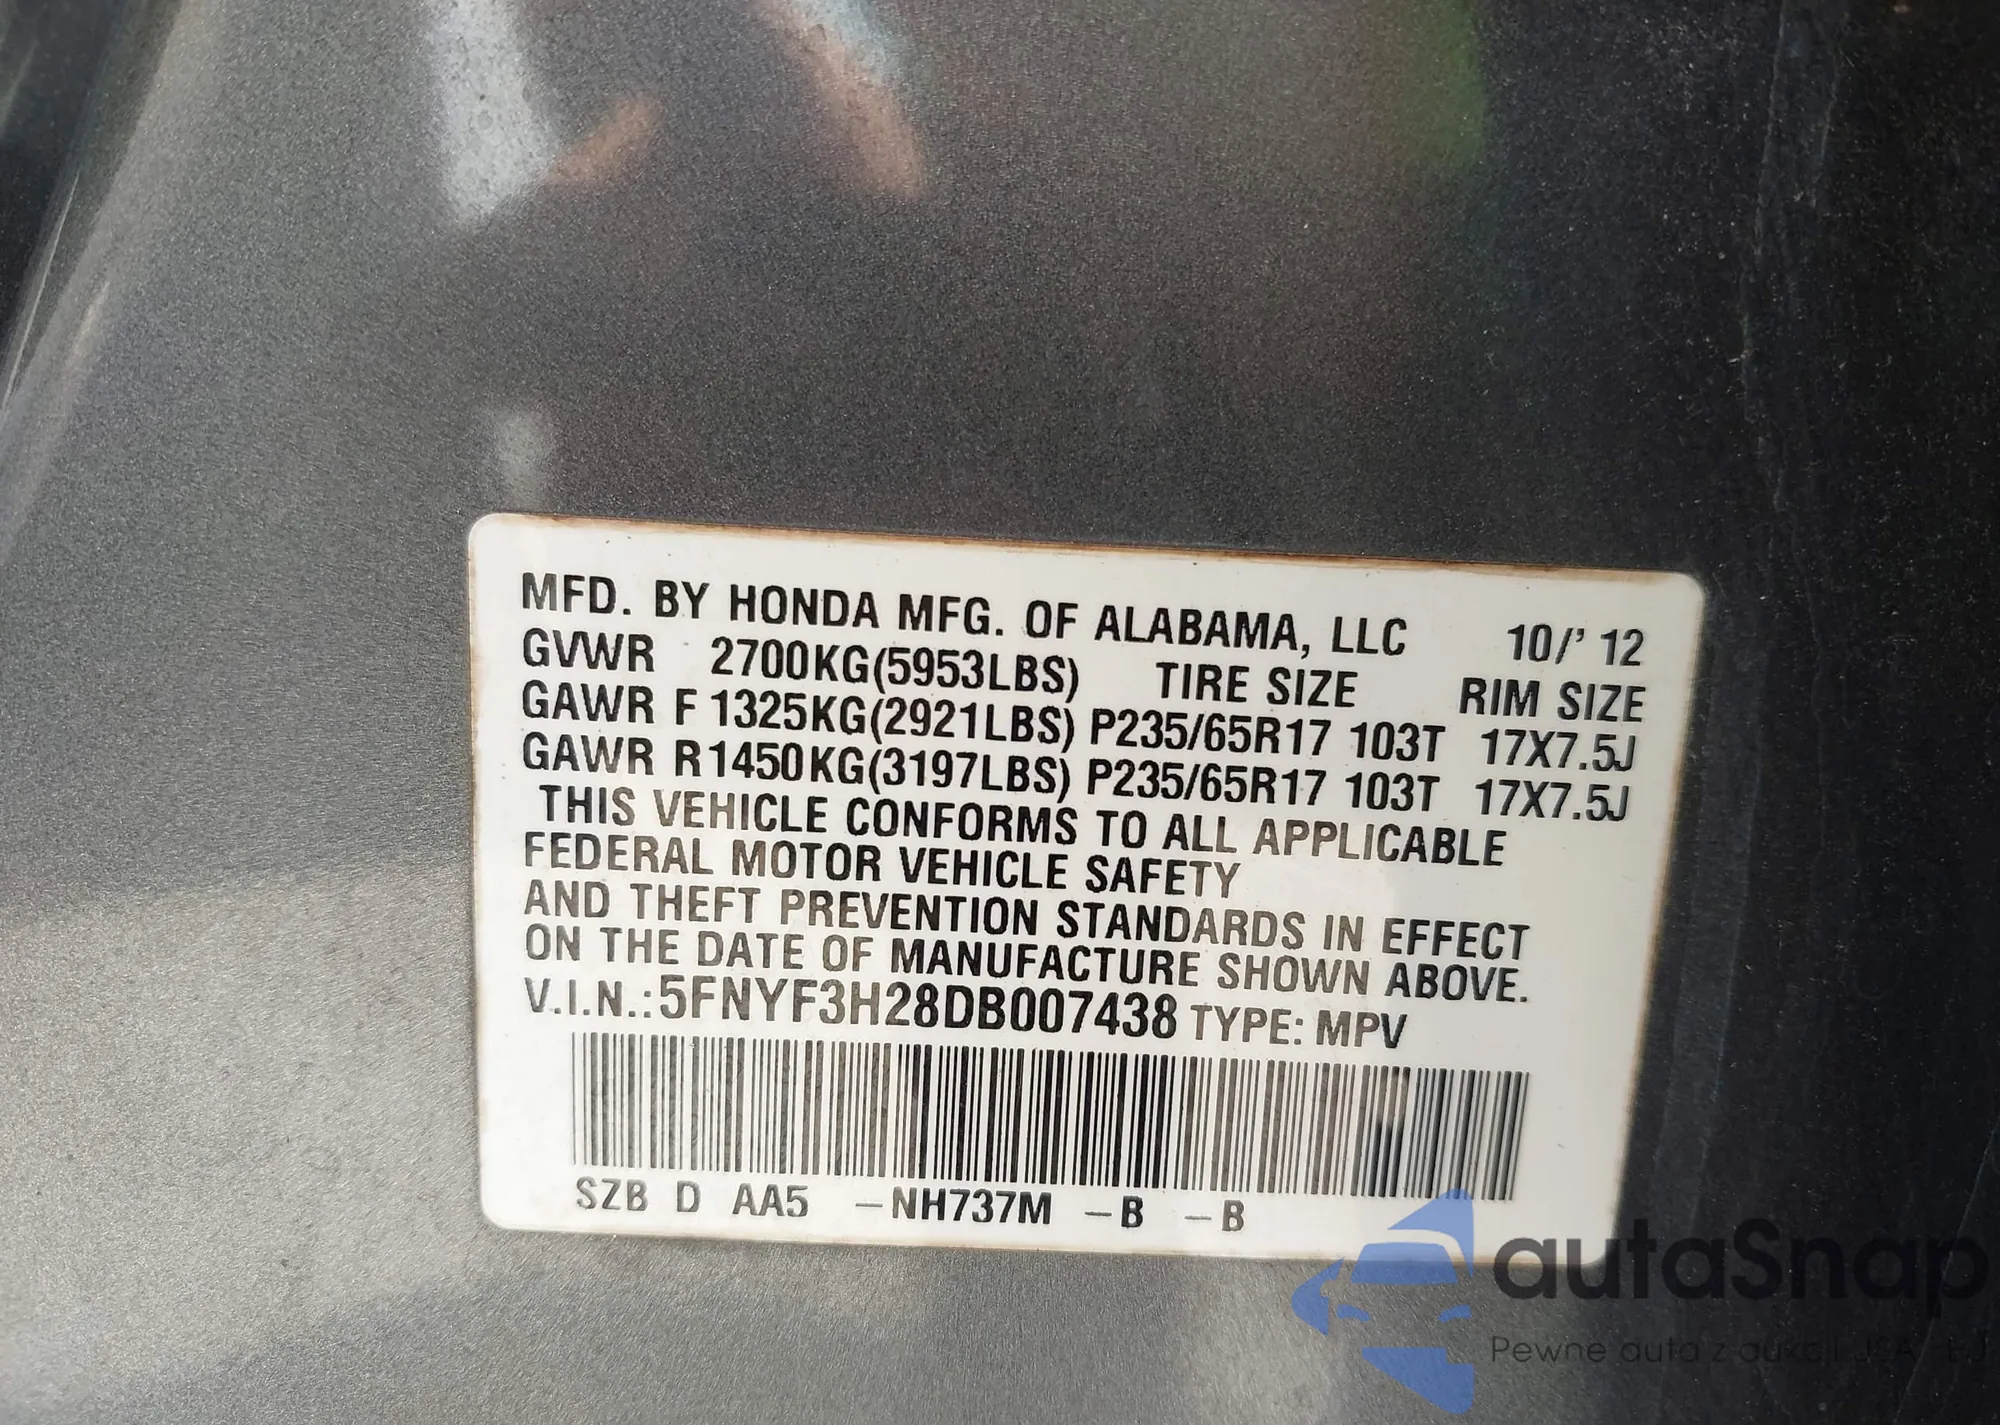 MFD. BY HONDA MFG. OF ALABAMA, LLC 10/' 12
GVWR 2700KG(5953LBS) TIRE SIZE RIM SIZE
GAWR F 1325KG(2921LBS) P235/65R17 103T 17X7.5J
GAWR R1450KG(3197LBS) P235/65R17 103T 17X7.5J
THIS VEHICLE CONFORMS TO ALL APPLICABLE
FEDERAL MOTOR VEHICLE SAFETY
AND THEFT PREVENTION STANDARDS IN EFFECT
ON THE DATE OF MANUFACTURE SHOWN ABOVE.
V.I.N.:5FNYF3H28DB007438 TYPE: MPV
SZB D AA5 –NH737M –B –B
autaSnap
Pewne auta z aukcji